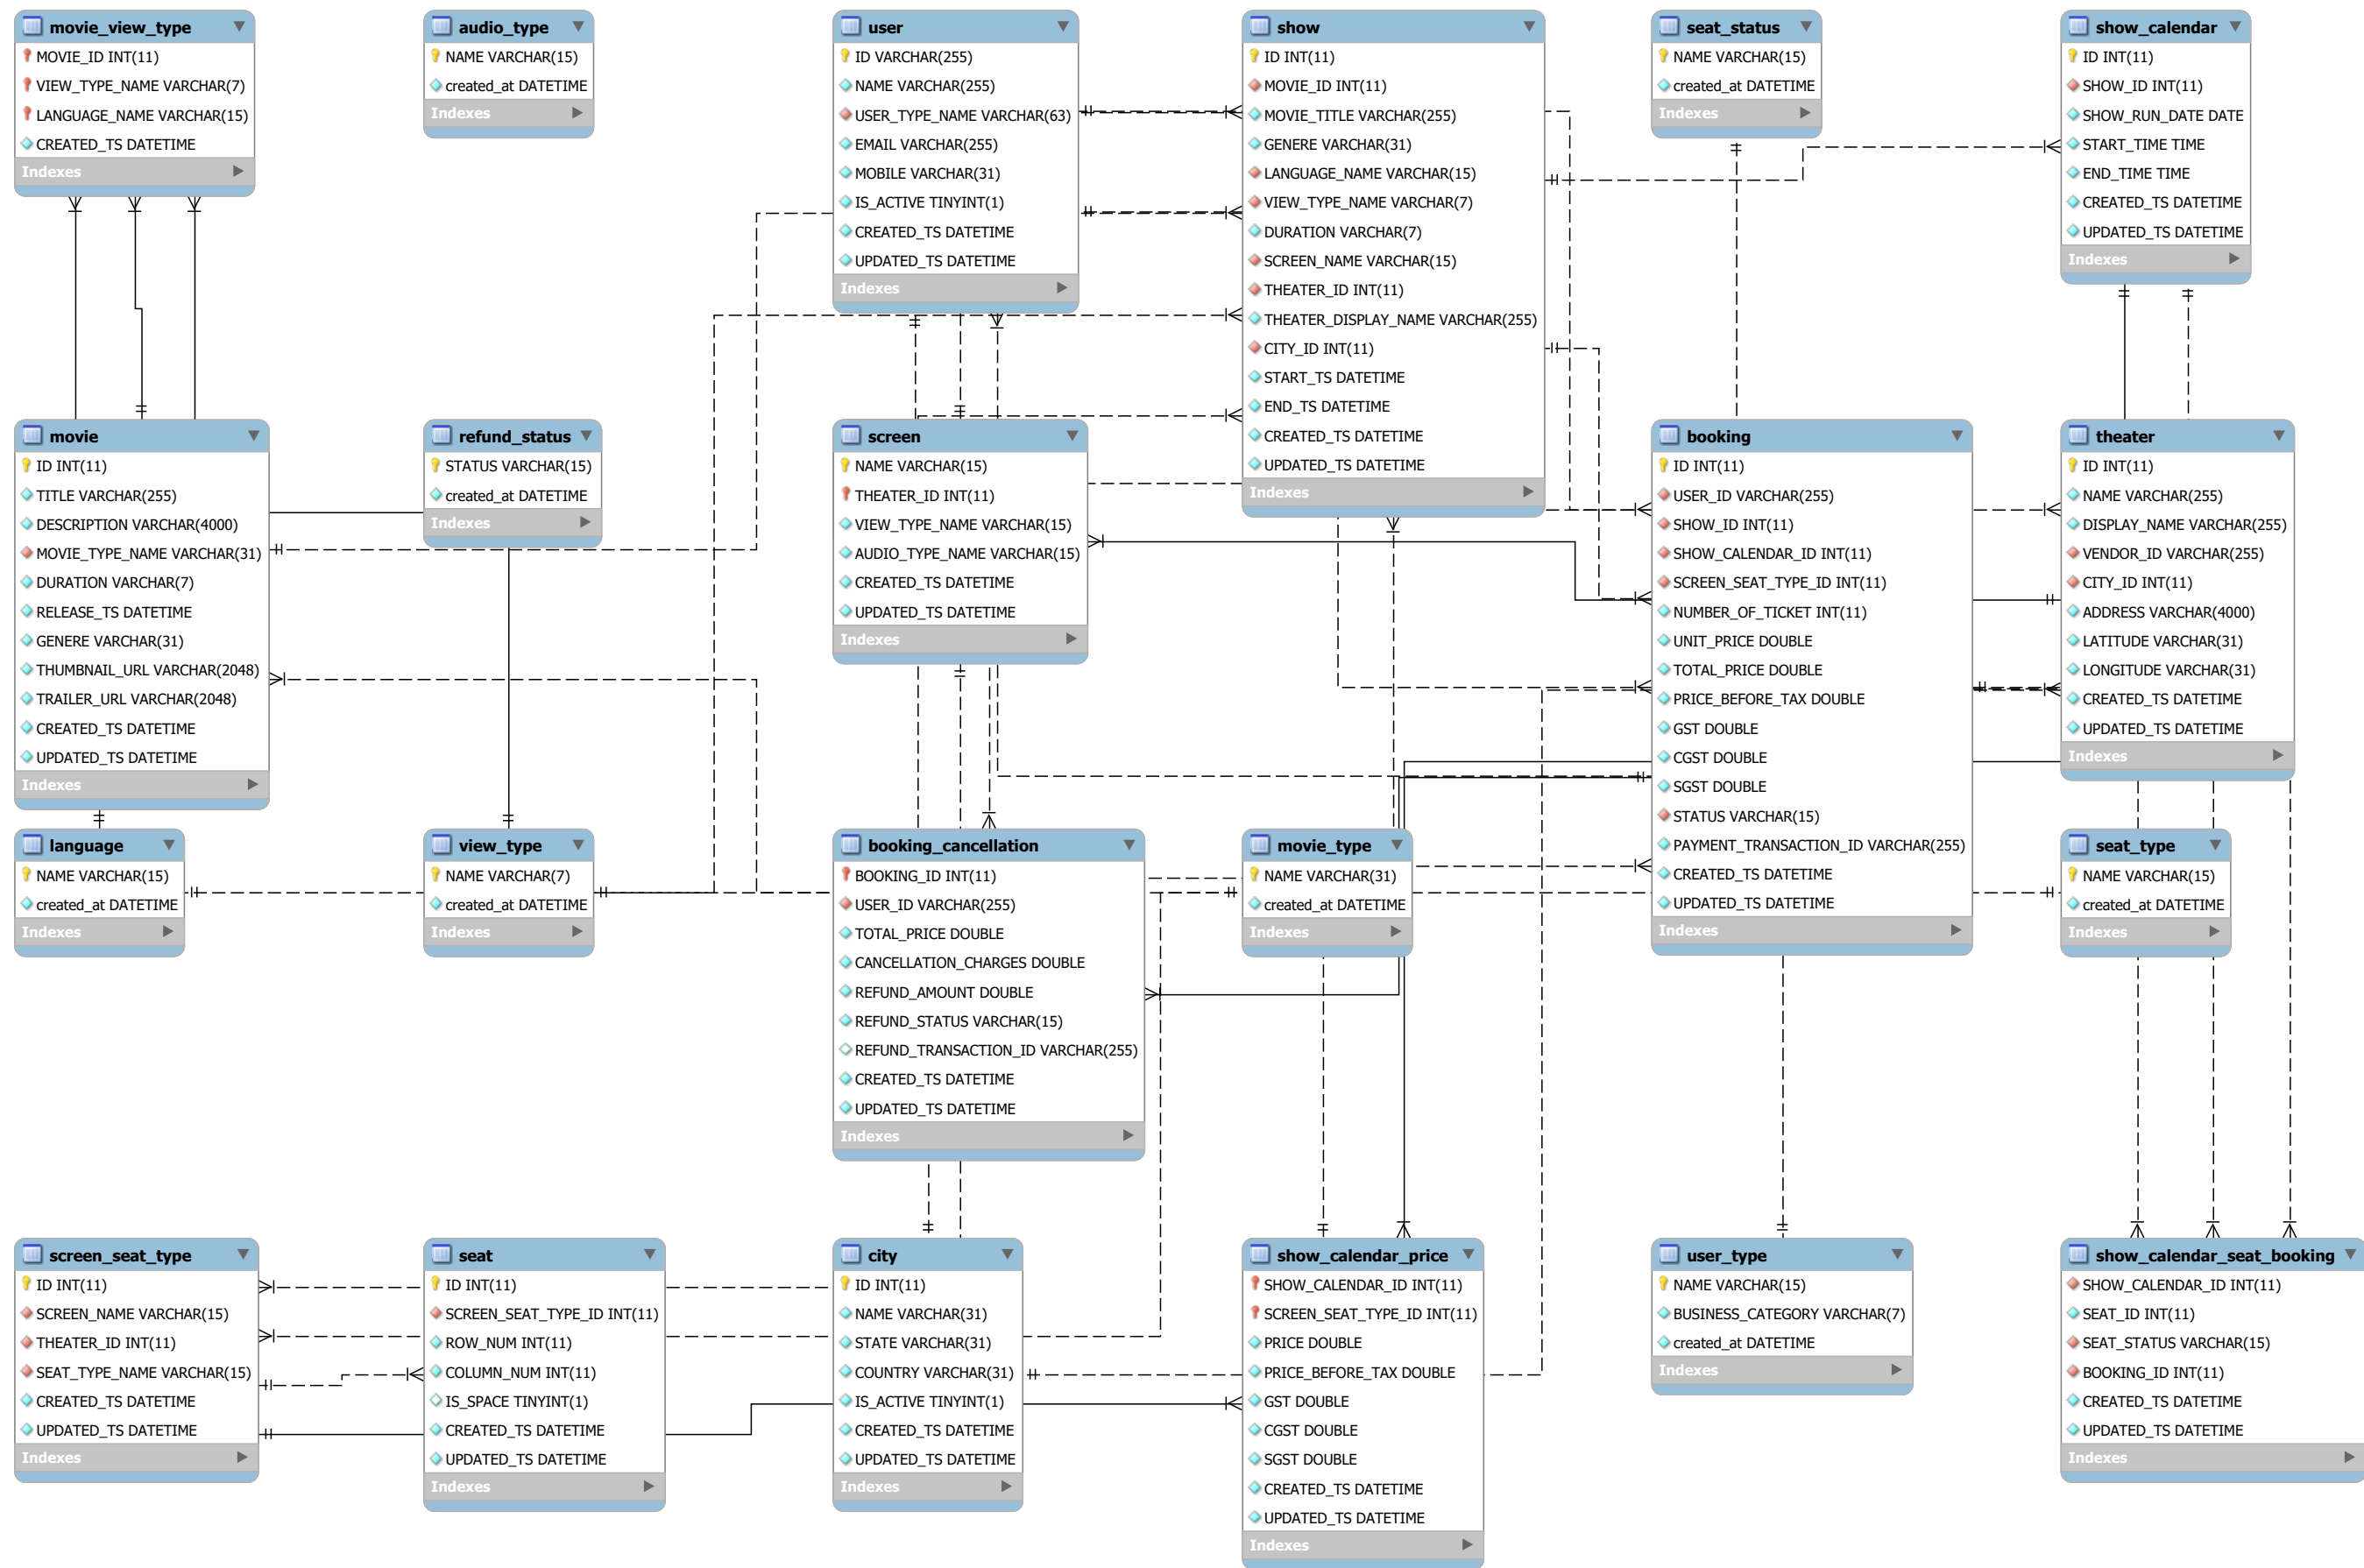 movie_view_type
MOVIE_ID INT(11)
VIEW_TYPE_NAME VARCHAR(7)
LANGUAGE_NAME VARCHAR(15)
CREATED_TS DATETIME
Indexes
audio_type
NAME VARCHAR(15)
created_at DATETIME
Indexes
user
ID VARCHAR(255)
NAME VARCHAR(255)
USER_TYPE_NAME VARCHAR(63)
EMAIL VARCHAR(255)
MOBILE VARCHAR(31)
IS_ACTIVE TINYINT(1)
CREATED_TS DATETIME
UPDATED_TS DATETIME
Indexes
show
ID INT(11)
MOVIE_ID INT(11)
MOVIE_TITLE VARCHAR(255)
GENERE VARCHAR(31)
LANGUAGE_NAME VARCHAR(15)
VIEW_TYPE_NAME VARCHAR(7)
DURATION VARCHAR(7)
SCREEN_NAME VARCHAR(15)
THEATER_ID INT(11)
THEATER_DISPLAY_NAME VARCHAR(255)
CITY_ID INT(11)
START_TS DATETIME
END_TS DATETIME
CREATED_TS DATETIME
UPDATED_TS DATETIME
Indexes
seat_status
NAME VARCHAR(15)
created_at DATETIME
Indexes
show_calendar
ID INT(11)
SHOW_ID INT(11)
SHOW_RUN_DATE DATE
START_TIME TIME
END_TIME TIME
CREATED_TS DATETIME
UPDATED_TS DATETIME
Indexes
movie
ID INT(11)
TITLE VARCHAR(255)
DESCRIPTION VARCHAR(4000)
MOVIE_TYPE_NAME VARCHAR(31)
DURATION VARCHAR(7)
RELEASE_TS DATETIME
GENERE VARCHAR(31)
THUMBNAIL_URL VARCHAR(2048)
TRAILER_URL VARCHAR(2048)
CREATED_TS DATETIME
UPDATED_TS DATETIME
Indexes
refund_status
STATUS VARCHAR(15)
created_at DATETIME
Indexes
screen
NAME VARCHAR(15)
THEATER_ID INT(11)
VIEW_TYPE_NAME VARCHAR(15)
AUDIO_TYPE_NAME VARCHAR(15)
CREATED_TS DATETIME
UPDATED_TS DATETIME
Indexes
booking
ID INT(11)
USER_ID VARCHAR(255)
SHOW_ID INT(11)
SHOW_CALENDAR_ID INT(11)
SCREEN_SEAT_TYPE_ID INT(11)
NUMBER_OF_TICKET INT(11)
UNIT_PRICE DOUBLE
TOTAL_PRICE DOUBLE
PRICE_BEFORE_TAX DOUBLE
GST DOUBLE
CGST DOUBLE
SGST DOUBLE
STATUS VARCHAR(15)
PAYMENT_TRANSACTION_ID VARCHAR(255)
CREATED_TS DATETIME
UPDATED_TS DATETIME
Indexes
theater
ID INT(11)
NAME VARCHAR(255)
DISPLAY_NAME VARCHAR(255)
VENDOR_ID VARCHAR(255)
CITY_ID INT(11)
ADDRESS VARCHAR(4000)
LATITUDE VARCHAR(31)
LONGITUDE VARCHAR(31)
CREATED_TS DATETIME
UPDATED_TS DATETIME
Indexes
language
NAME VARCHAR(15)
created_at DATETIME
Indexes
view_type
NAME VARCHAR(7)
created_at DATETIME
Indexes
booking_cancellation
BOOKING_ID INT(11)
USER_ID VARCHAR(255)
TOTAL_PRICE DOUBLE
CANCELLATION_CHARGES DOUBLE
REFUND_AMOUNT DOUBLE
REFUND_STATUS VARCHAR(15)
REFUND_TRANSACTION_ID VARCHAR(255)
CREATED_TS DATETIME
UPDATED_TS DATETIME
Indexes
movie_type
NAME VARCHAR(31)
created_at DATETIME
Indexes
seat_type
NAME VARCHAR(15)
created_at DATETIME
Indexes
screen_seat_type
ID INT(11)
SCREEN_NAME VARCHAR(15)
THEATER_ID INT(11)
SEAT_TYPE_NAME VARCHAR(15)
CREATED_TS DATETIME
UPDATED_TS DATETIME
Indexes
seat
ID INT(11)
SCREEN_SEAT_TYPE_ID INT(11)
ROW_NUM INT(11)
COLUMN_NUM INT(11)
IS_SPACE TINYINT(1)
CREATED_TS DATETIME
UPDATED_TS DATETIME
Indexes
city
ID INT(11)
NAME VARCHAR(31)
STATE VARCHAR(31)
COUNTRY VARCHAR(31)
IS_ACTIVE TINYINT(1)
CREATED_TS DATETIME
UPDATED_TS DATETIME
Indexes
show_calendar_price
SHOW_CALENDAR_ID INT(11)
SCREEN_SEAT_TYPE_ID INT(11)
PRICE DOUBLE
PRICE_BEFORE_TAX DOUBLE
GST DOUBLE
CGST DOUBLE
SGST DOUBLE
CREATED_TS DATETIME
UPDATED_TS DATETIME
Indexes
user_type
NAME VARCHAR(15)
BUSINESS_CATEGORY VARCHAR(7)
created_at DATETIME
Indexes
show_calendar_seat_booking
SHOW_CALENDAR_ID INT(11)
SEAT_ID INT(11)
SEAT_STATUS VARCHAR(15)
BOOKING_ID INT(11)
CREATED_TS DATETIME
UPDATED_TS DATETIME
Indexes